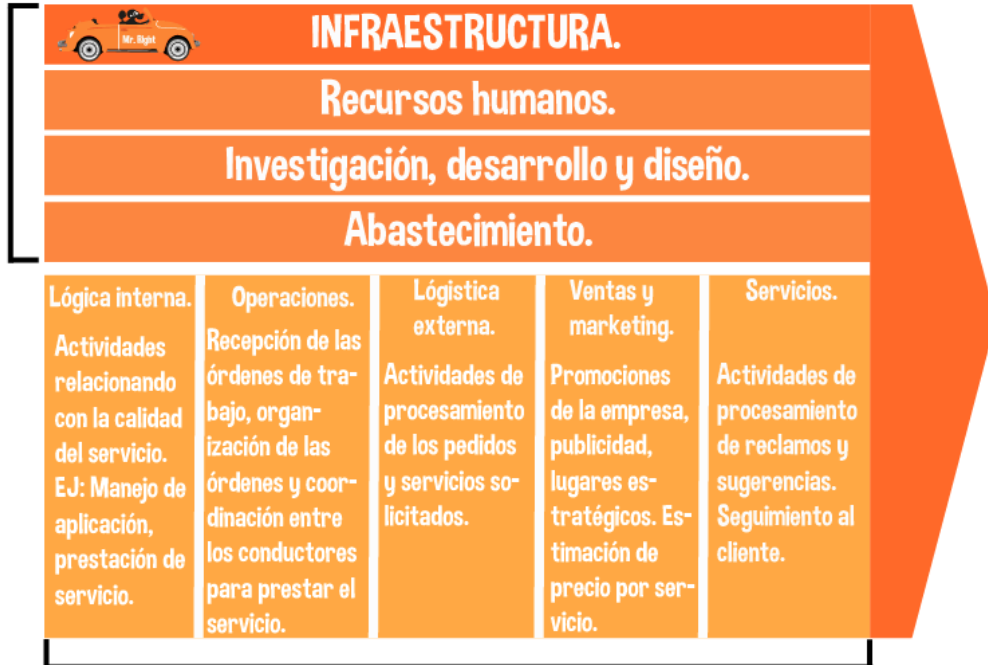 Mr. Right
INFRAESTRUCTURA.
Recursos humanos.
Investigación, desarrollo y diseño.
Abastecimiento.
Lógica interna.
Actividades
relacionando
con la calidad
del servicio.
EJ: Manejo de
aplicación,
prestación de
servicio.
Operaciones.
Recepción de las
órdenes de tra-
bajo, organ-
ización de las
órdenes y coor-
dinación entre
los conductores
para prestar el
servicio.
Lógistica
externa.
Actividades de
procesamiento
de los pedidos
y servicios so-
licitados.
Ventas y
marketing.
Promociones
de la empresa,
publicidad,
lugares es-
tratégicos. Es-
timación de
precio por ser-
vicio.
Servicios.
Actividades de
procesamiento
de reclamos y
sugerencias.
Seguimiento al
cliente.